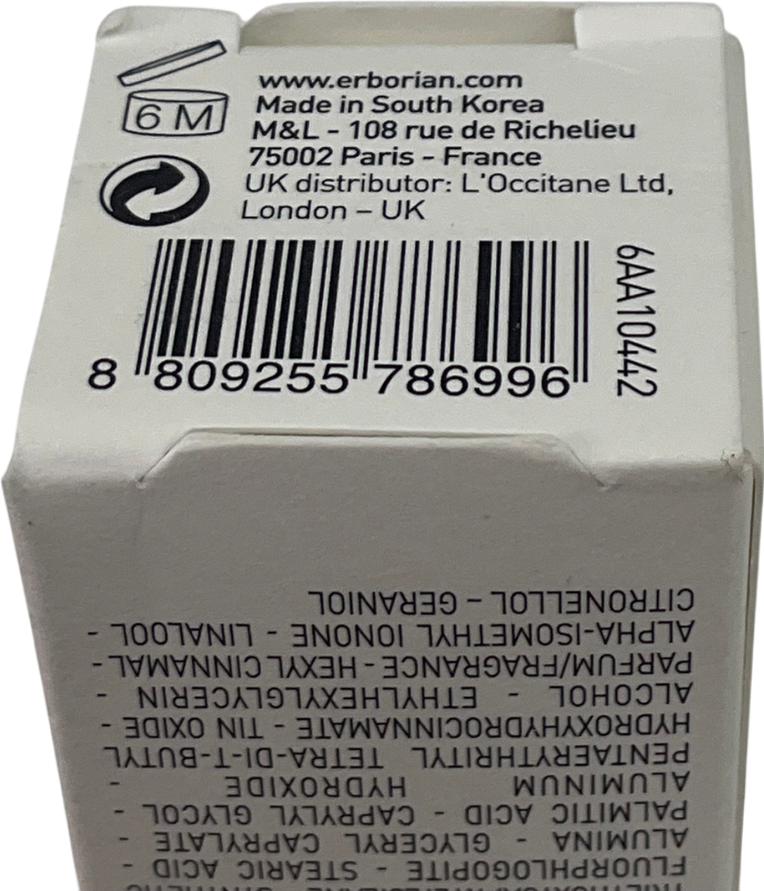 6 M
www.erborian.com
Made in South Korea
M&L - 108 rue de Richelieu
75002 Paris - France
UK distributor: L'Occitane Ltd,
London – UK
6AA10442
8 809255 786996
FLUORPHLOGOPITE - STEARIC ACID -
ALUMINA - GLYCERYL CAPRYLATE -
PALMITIC ACID - CAPRYLYL GLYCOL -
ALUMINUM HYDROXIDE -
PENTAERYTHRITYL TETRA-DI-T-BUTYL
HYDROXYHYDROCINNAMATE - TIN OXIDE -
ALCOHOL - ETHYLHEXYLGLYCERIN -
PARFUM/FRAGRANCE - HEXYL CINNAMAL -
ALPHA-ISOMETHYL IONONE - LINALOOL -
CITRONELLOL – GERANIOL